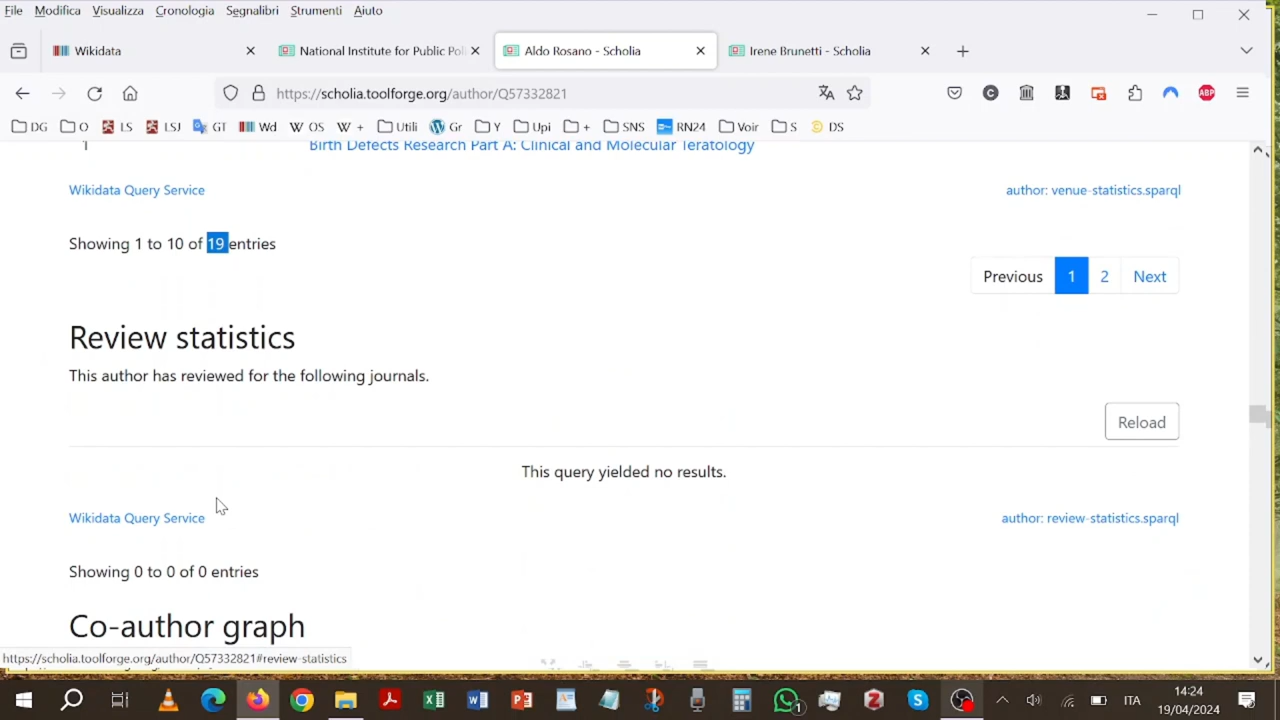 File Modifica Visualizza Cronologia Segnalibri Strumenti Aiuto
Wikidata
National Institute for Public Poli
Aldo Rosano - Scholia
Irene Brunetti - Scholia
https://scholia.toolforge.org/author/Q57332821
DG O LS LSJ GT Wd OS + Utili Gr Y Upi + SNS RN24 Voir S DS
1 Birth Defects Research Part A: Clinical and Molecular Teratology
Wikidata Query Service author: venue-statistics.sparql
Showing 1 to 10 of 19 entries
Previous 1 2 Next
Review statistics
This author has reviewed for the following journals.
Reload
This query yielded no results.
Wikidata Query Service author: review-statistics.sparql
Showing 0 to 0 of 0 entries
Co-author graph
https://scholia.toolforge.org/author/Q57332821#review-statistics
ITA
14:24
19/04/2024